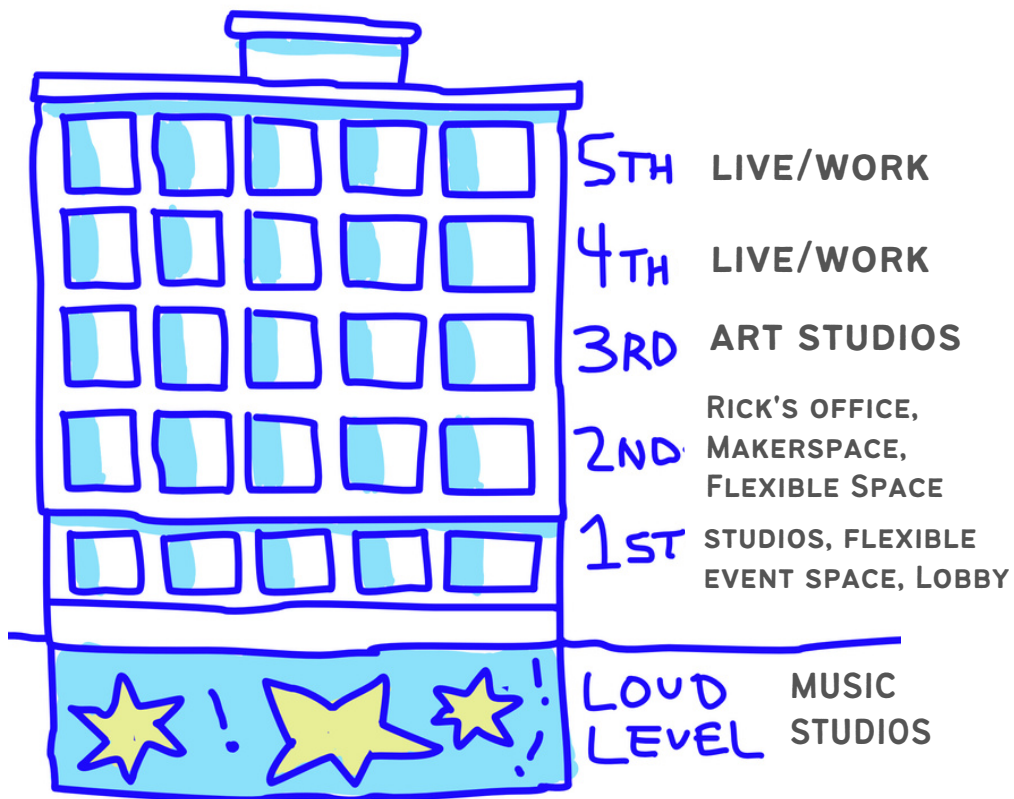 5TH LIVE/WORK
4TH LIVE/WORK
3RD ART STUDIOS
2ND RICK'S OFFICE,
MAKERSPACE,
FLEXIBLE SPACE
1ST STUDIOS, FLEXIBLE
EVENT SPACE, LOBBY
LOUD
LEVEL
MUSIC
STUDIOS